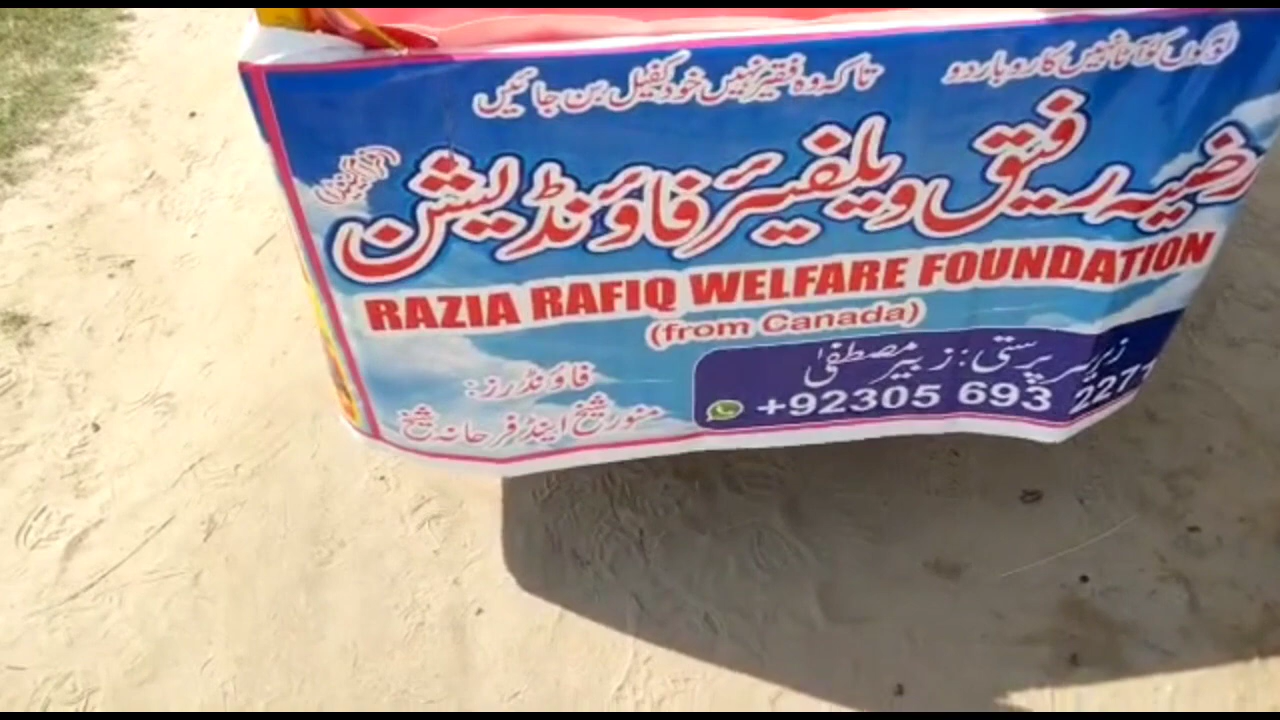 لوگوں کو آٹا نہیں کاروبار دو تاکہ وہ فقیر نہیں خود کفیل بن جائیں
رضیہ رفیق ویلفیئر فاؤنڈیشن
RAZIA RAFIQ WELFARE FOUNDATION
(from Canada)
زیر سرپرستی: زبیر مصطفیٰ
+92305 693 2271
فاؤنڈرز:
منور شیخ اینڈ فرحانہ شیخ